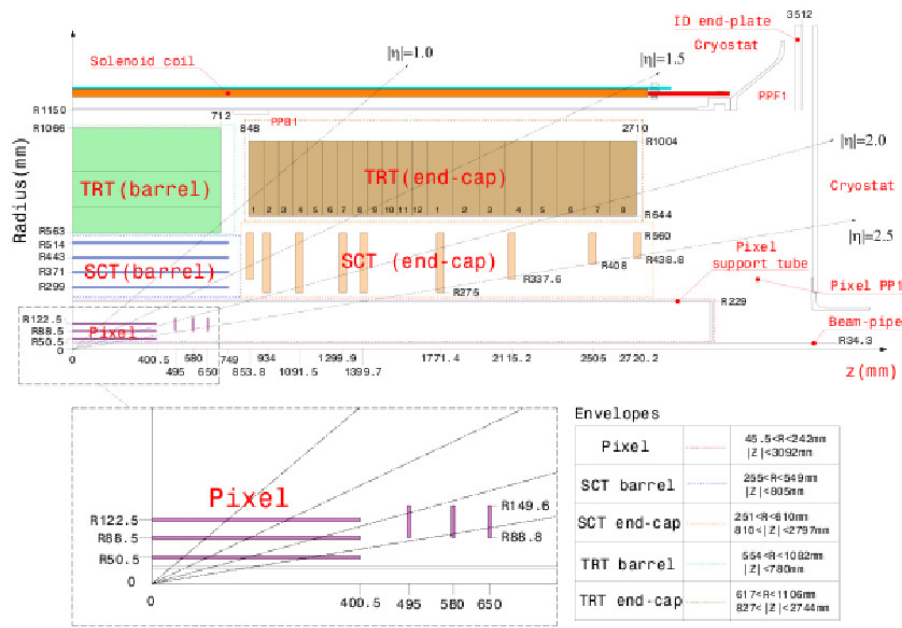 3512
ID end-plate
Cryostat
|η|=1.0
Solenoid coil
|η|=1.5
PPF1
R1150
712
PPB1
R1066
848
2710
R1004
|η|=2.0
TRT(barrel)
TRT(end-cap)
Cryostat
Radius(mm)
1 2 3 4 5 6 7 8 9 10 11 12 1 2 3 4 5 6 7 8
R644
R563
R560
|η|=2.5
R514
R443
SCT(barrel)
SCT (end-cap)
R438.8
Pixel
support tube
R408
R371
R337.6
R299
R275
Pixel PP1
R229
R122.5
Pixel
R88.5
Beam-pipe
R50.5
R34.3
0
0
400.5
580
749
934
1299.9
1771.4
2115.2
2505
2720.2
495
650
853.8
1091.5
1399.7
z(mm)
Envelopes
Pixel
45.5<R<242mm
|Z|<3092mm
SCT barrel
255<R<549mm
|Z|<805mm
SCT end-cap
251<R<610mm
810<|Z|<2797mm
TRT barrel
554<R<1082mm
|Z|<780mm
TRT end-cap
617<R<1106mm
827<|Z|<2744mm
Pixel
R149.6
R122.5
R88.5
R88.8
R50.5
0
0
400.5
495
580
650